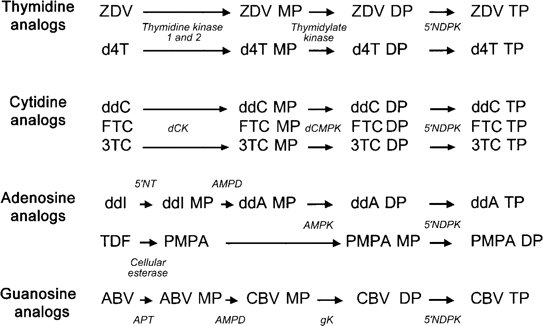 Thymidine analogs
ZDV ZDV MP ZDV DP ZDV TP
Thymidine kinase 1 and 2 Thymidylate kinase 5'NDPK
d4T d4T MP d4T DP d4T TP
Cytidine analogs
ddC ddC MP ddC DP ddC TP
FTC dCK FTC MP dCMPK FTC DP 5'NDPK FTC TP
3TC 3TC MP 3TC DP 3TC TP
Adenosine analogs
5'NT AMPD
ddI ddI MP ddA MP ddA DP ddA TP
AMPK 5'NDPK
TDF PMPA PMPA MP PMPA DP
Cellular esterase
Guanosine analogs
ABV ABV MP CBV MP CBV DP CBV TP
APT AMPD gK 5'NDPK